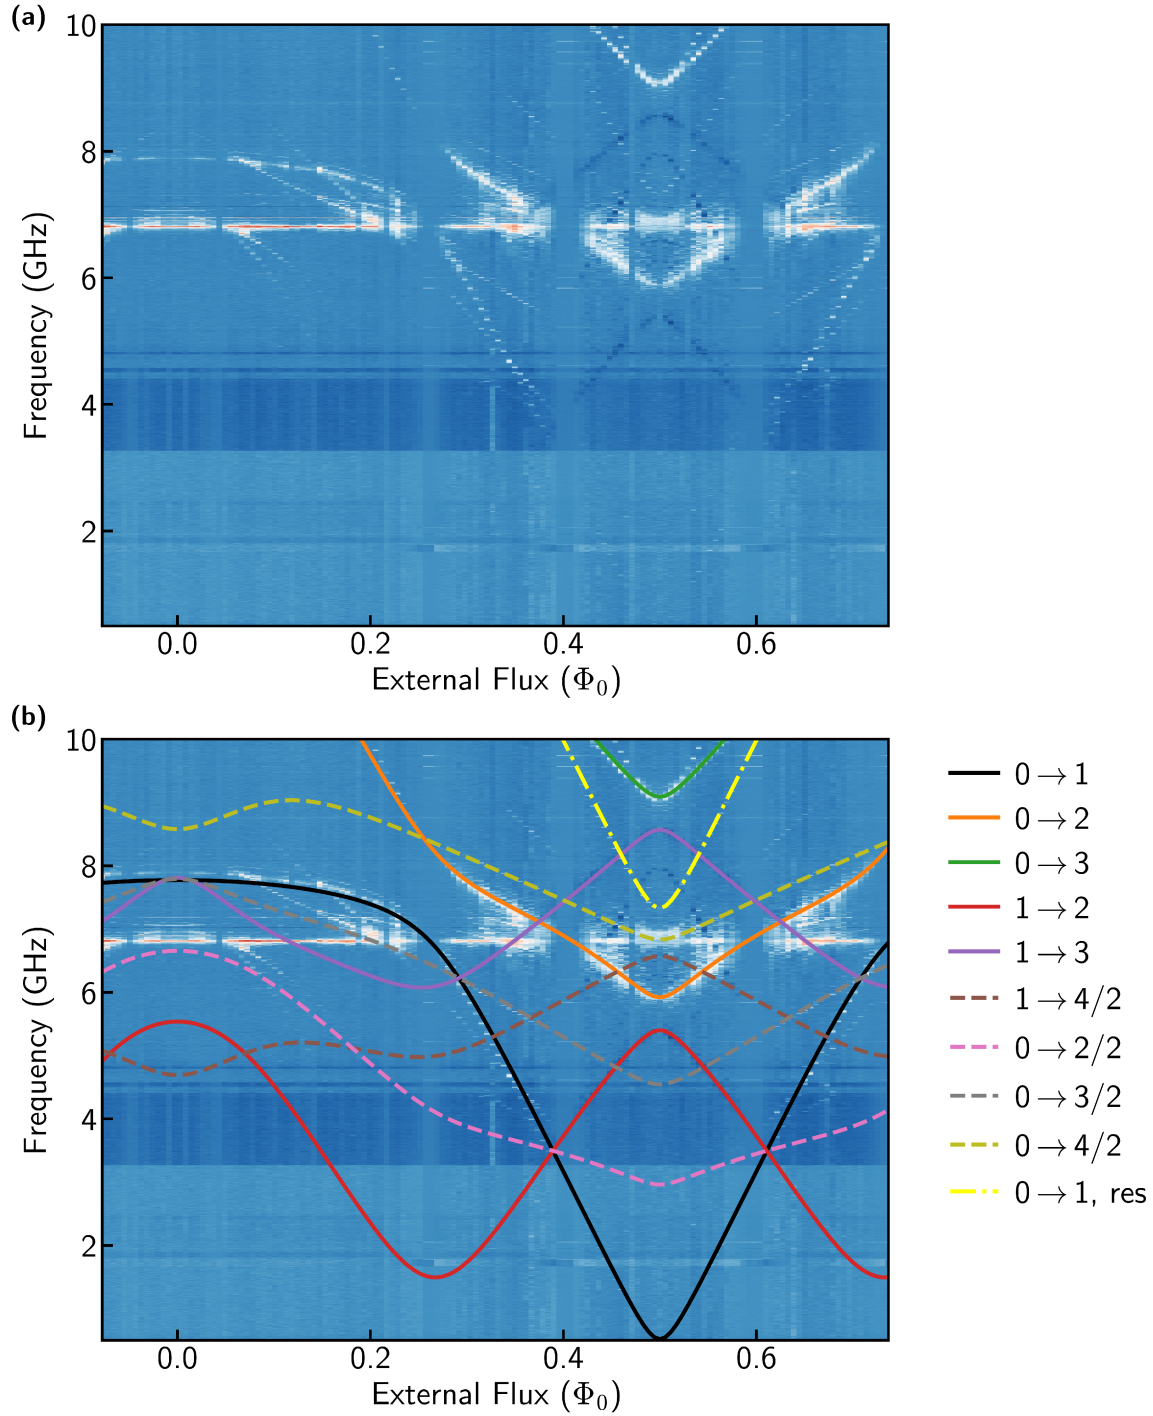 (a)
10
8
6
4
2
Frequency (GHz)
0.0 0.2 0.4 0.6
External Flux (Φ₀)
(b)
10
8
6
4
2
Frequency (GHz)
0.0 0.2 0.4 0.6
External Flux (Φ₀)
0→1
0→2
0→3
1→2
1→3
1→4/2
0→2/2
0→3/2
0→4/2
0→1, res